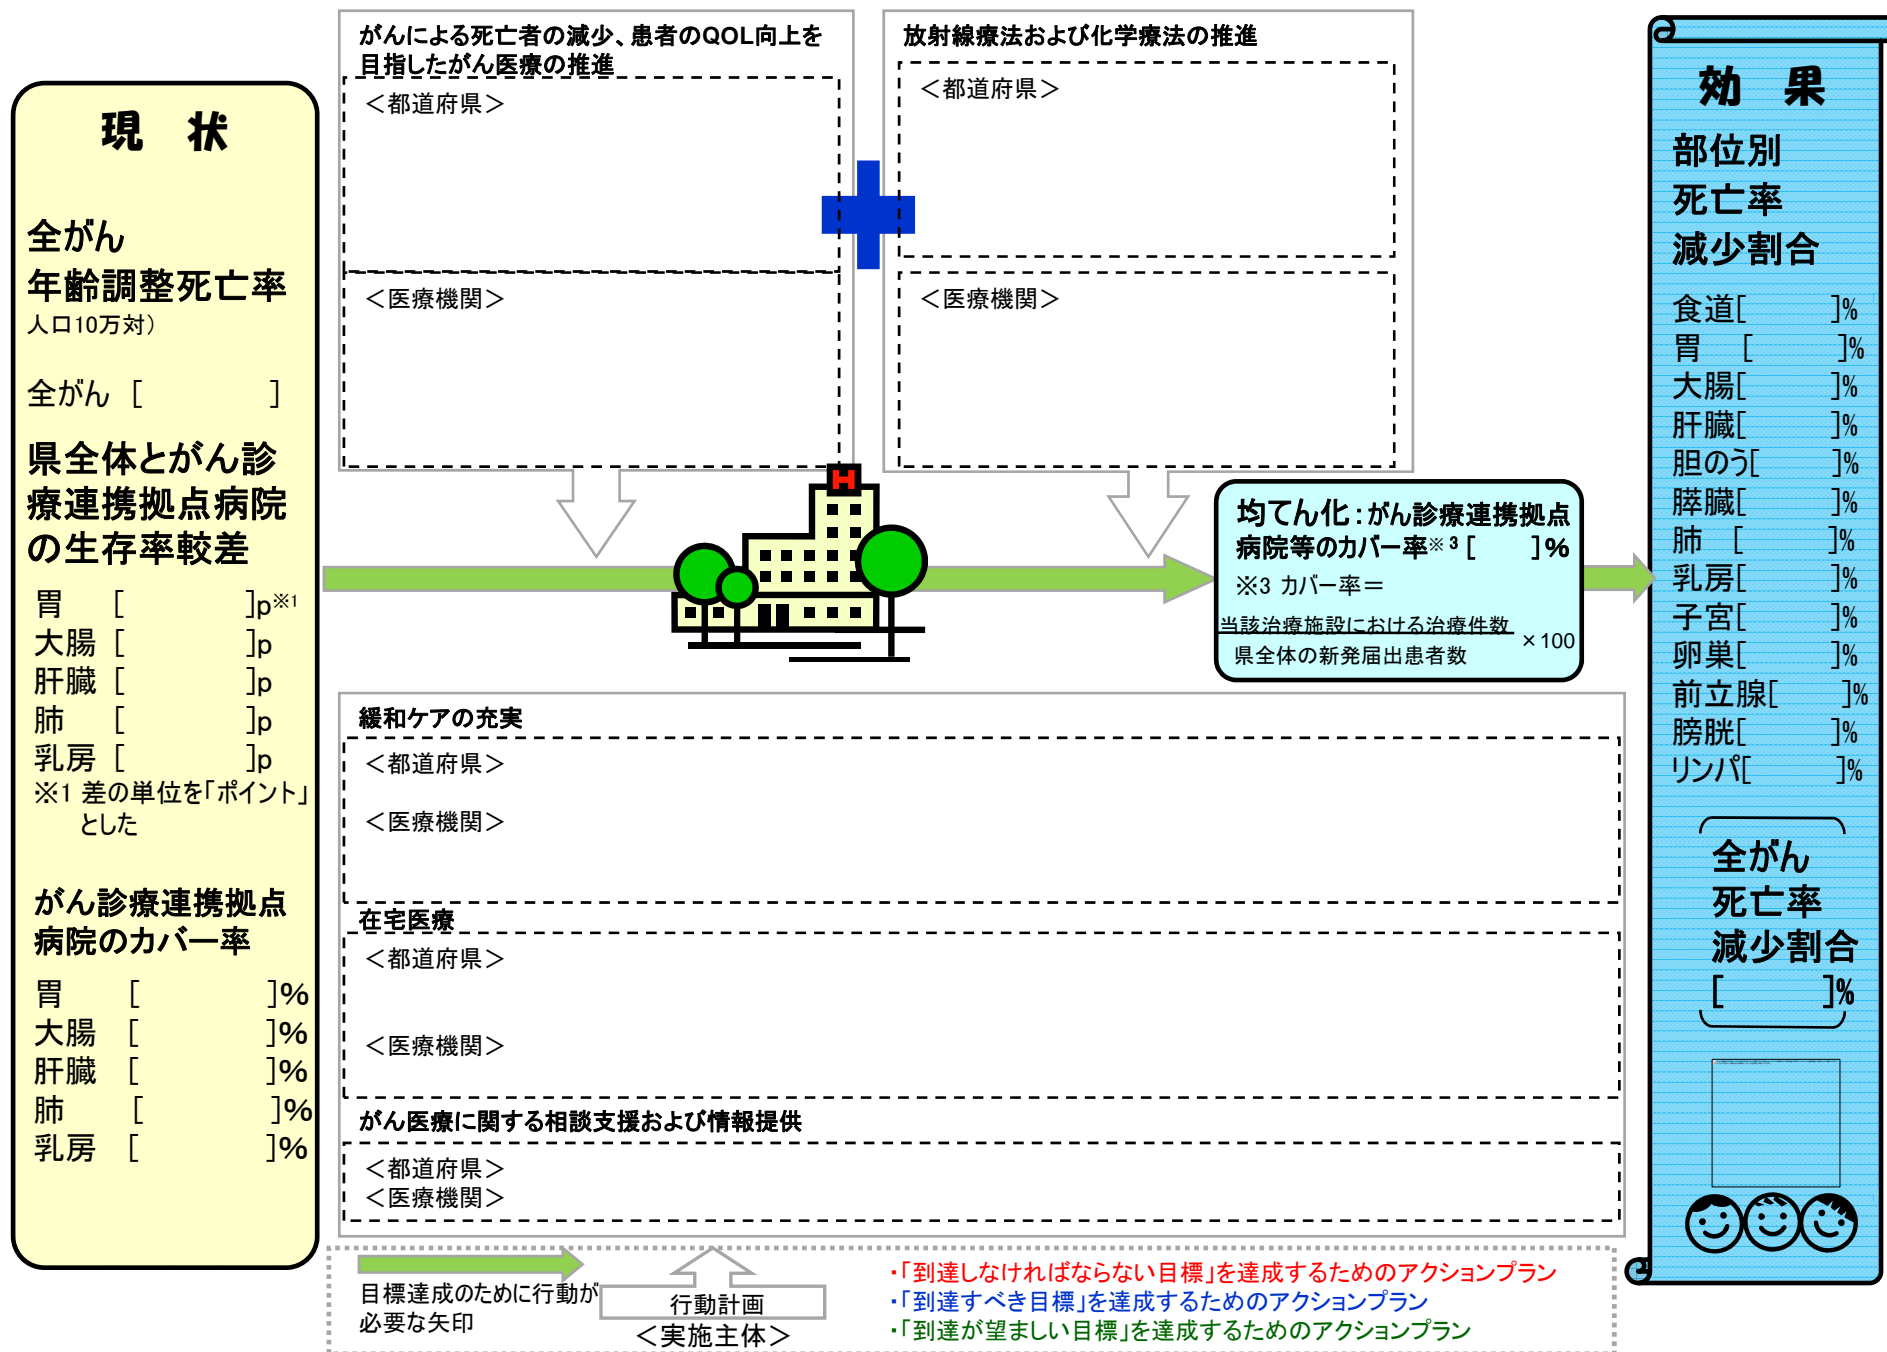 現　状
全がん
年齢調整死亡率
人口10万対）
全がん［　　　　］
県全体とがん診
療連携拠点病院
の生存率較差
胃　［　　　　］p※1
大腸［　　　　］p
肝臓［　　　　］p
肺　［　　　　］p
乳房［　　　　］p
※1 差の単位を「ポイント」
とした
がん診療連携拠点
病院のカバー率
胃　［　　　　］%
大腸［　　　　］%
肝臓［　　　　］%
肺　［　　　　］%
乳房［　　　　］%
がんによる死亡者の減少、患者のQOL向上を
目指したがん医療の推進
＜都道府県＞
＜医療機関＞
放射線療法および化学療法の推進
＜都道府県＞
＜医療機関＞
H
均てん化：がん診療連携拠点
病院等のカバー率※3［　　］%
※3 カバー率＝
当該治療施設における治療件数
県全体の新発届出患者数
×100
緩和ケアの充実
＜都道府県＞
＜医療機関＞
在宅医療
＜都道府県＞
＜医療機関＞
がん医療に関する相談支援および情報提供
＜都道府県＞
＜医療機関＞
目標達成のために行動が
必要な矢印
行動計画
＜実施主体＞
・「到達しなければならない目標」を達成するためのアクションプラン
・「到達すべき目標」を達成するためのアクションプラン
・「到達が望ましい目標」を達成するためのアクションプラン
効　果
部位別
死亡率
減少割合
食道[　　　]%
胃　[　　　]%
大腸[　　　]%
肝臓[　　　]%
胆のう[　　　]%
膵臓[　　　]%
肺　[　　　]%
乳房[　　　]%
子宮[　　　]%
卵巣[　　　]%
前立腺[　　　]%
膀胱[　　　]%
リンパ[　　　]%
全がん
死亡率
減少割合
[　　　]%